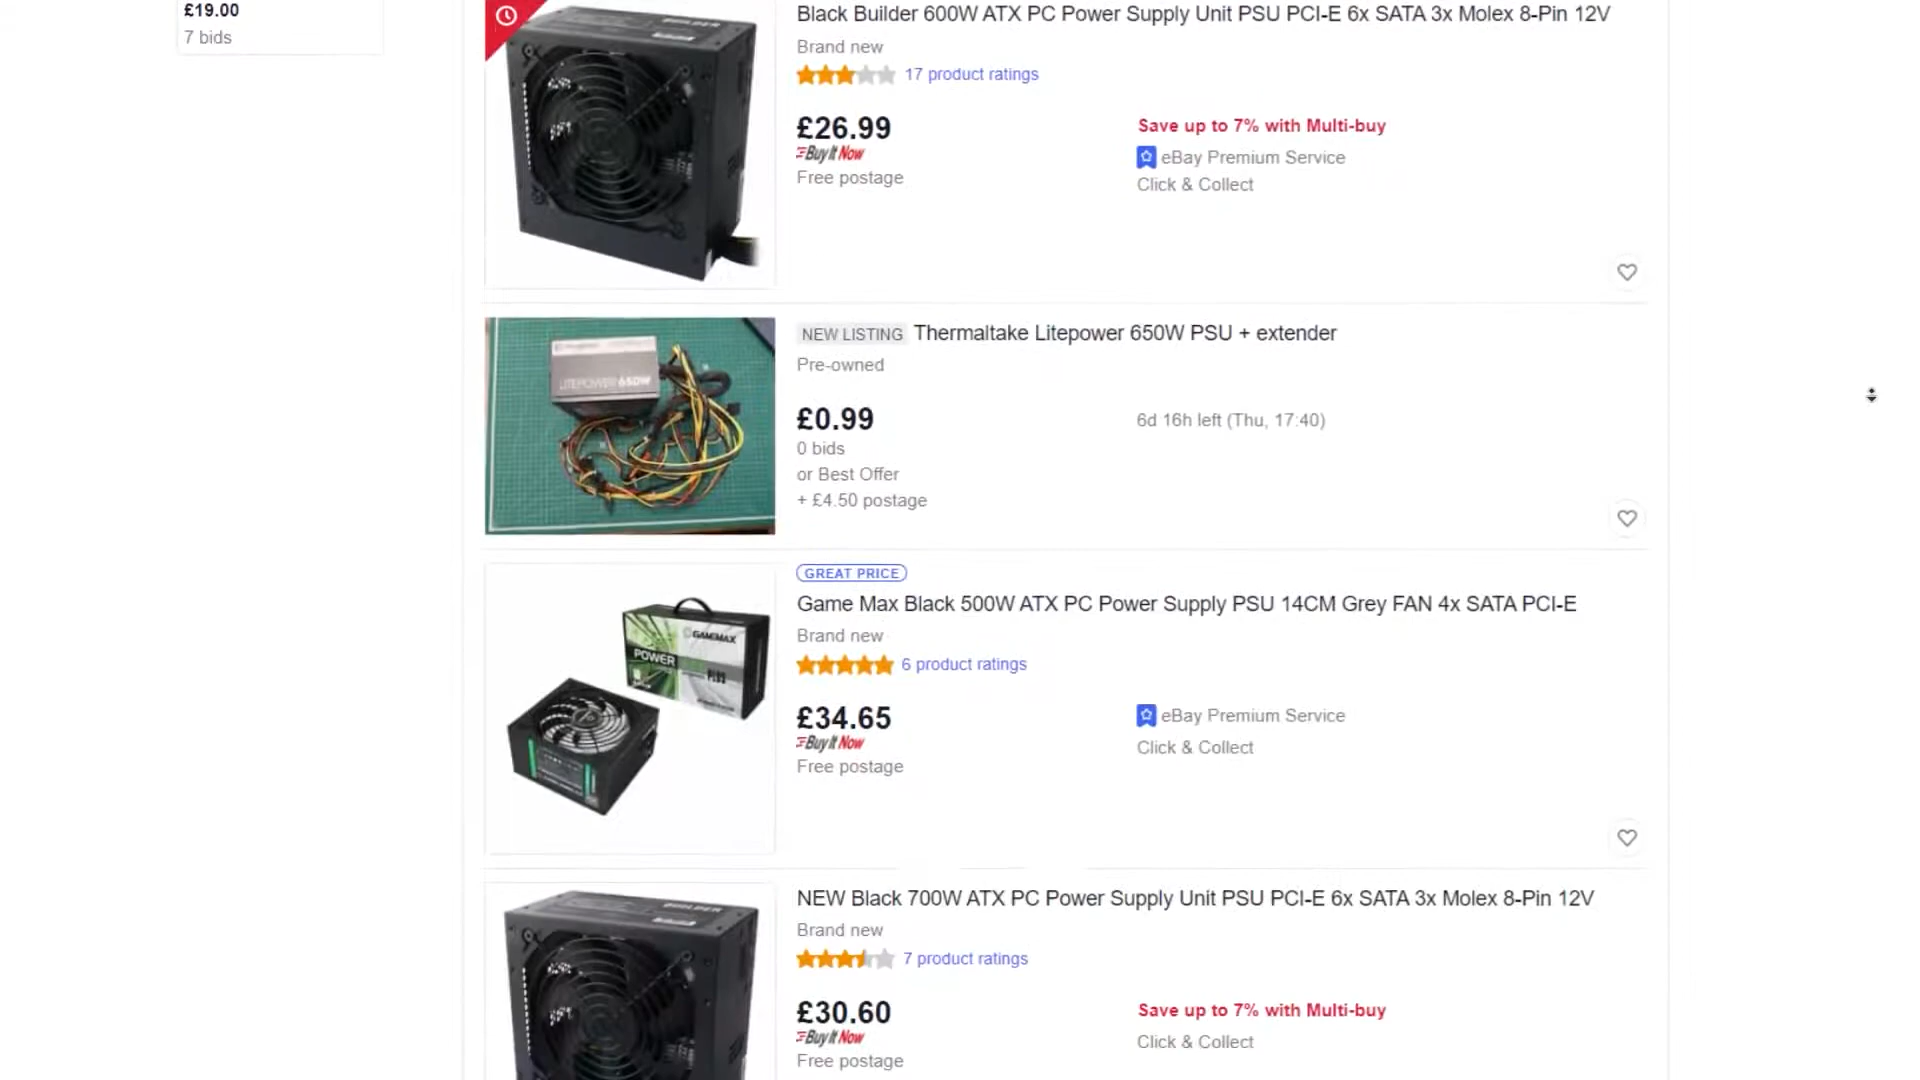 £19.00
7 bids
BUILDER
Black Builder 600W ATX PC Power Supply Unit PSU PCI-E 6x SATA 3x Molex 8-Pin 12V
Brand new
17 product ratings
£26.99
Buy It Now
Free postage
Save up to 7% with Multi-buy
eBay Premium Service
Click & Collect
LITEPOWER 650W
NEW LISTING Thermaltake Litepower 650W PSU + extender
Pre-owned
£0.99
0 bids
or Best Offer
+ £4.50 postage
6d 16h left (Thu, 17:40)
GAMEMAX
POWER
PLUS
GREAT PRICE
Game Max Black 500W ATX PC Power Supply PSU 14CM Grey FAN 4x SATA PCI-E
Brand new
6 product ratings
£34.65
Buy It Now
Free postage
eBay Premium Service
Click & Collect
BUILDER
NEW Black 700W ATX PC Power Supply Unit PSU PCI-E 6x SATA 3x Molex 8-Pin 12V
Brand new
7 product ratings
£30.60
Buy It Now
Free postage
Save up to 7% with Multi-buy
Click & Collect